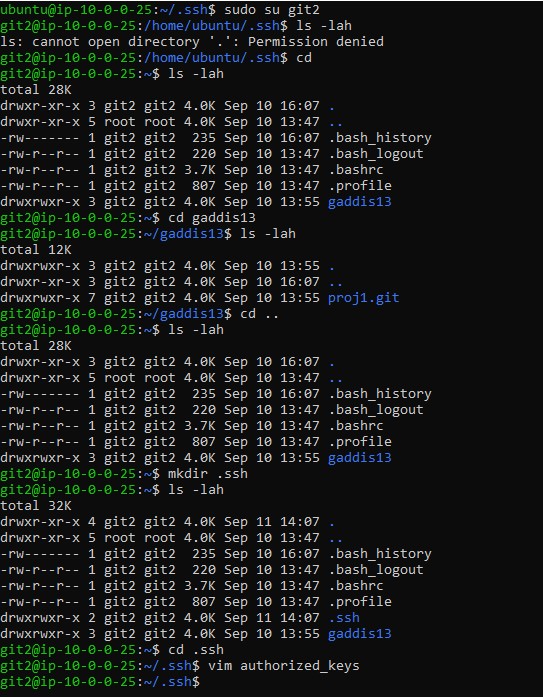 ubuntu@ip-10-0-0-25:~/.ssh$ sudo su git2
git2@ip-10-0-0-25:/home/ubuntu/.ssh$ ls -lah
ls: cannot open directory '.': Permission denied
git2@ip-10-0-0-25:/home/ubuntu/.ssh$ cd
git2@ip-10-0-0-25:~$ ls -lah
total 28K
drwxr-xr-x 3 git2 git2 4.0K Sep 10 16:07 .
drwxr-xr-x 5 root root 4.0K Sep 10 13:47 ..
-rw------- 1 git2 git2  235 Sep 10 16:07 .bash_history
-rw-r--r-- 1 git2 git2  220 Sep 10 13:47 .bash_logout
-rw-r--r-- 1 git2 git2 3.7K Sep 10 13:47 .bashrc
-rw-r--r-- 1 git2 git2  807 Sep 10 13:47 .profile
drwxrwxr-x 3 git2 git2 4.0K Sep 10 13:55 gaddis13
git2@ip-10-0-0-25:~$ cd gaddis13
git2@ip-10-0-0-25:~/gaddis13$ ls -lah
total 12K
drwxrwxr-x 3 git2 git2 4.0K Sep 10 13:55 .
drwxr-xr-x 3 git2 git2 4.0K Sep 10 16:07 ..
drwxrwxr-x 7 git2 git2 4.0K Sep 10 13:55 proj1.git
git2@ip-10-0-0-25:~/gaddis13$ cd ..
git2@ip-10-0-0-25:~$ ls -lah
total 28K
drwxr-xr-x 3 git2 git2 4.0K Sep 10 16:07 .
drwxr-xr-x 5 root root 4.0K Sep 10 13:47 ..
-rw------- 1 git2 git2  235 Sep 10 16:07 .bash_history
-rw-r--r-- 1 git2 git2  220 Sep 10 13:47 .bash_logout
-rw-r--r-- 1 git2 git2 3.7K Sep 10 13:47 .bashrc
-rw-r--r-- 1 git2 git2  807 Sep 10 13:47 .profile
drwxrwxr-x 3 git2 git2 4.0K Sep 10 13:55 gaddis13
git2@ip-10-0-0-25:~$ mkdir .ssh
git2@ip-10-0-0-25:~$ ls -lah
total 32K
drwxr-xr-x 4 git2 git2 4.0K Sep 11 14:07 .
drwxr-xr-x 5 root root 4.0K Sep 10 13:47 ..
-rw------- 1 git2 git2  235 Sep 10 16:07 .bash_history
-rw-r--r-- 1 git2 git2  220 Sep 10 13:47 .bash_logout
-rw-r--r-- 1 git2 git2 3.7K Sep 10 13:47 .bashrc
-rw-r--r-- 1 git2 git2  807 Sep 10 13:47 .profile
drwxrwxr-x 2 git2 git2 4.0K Sep 11 14:07 .ssh
drwxrwxr-x 3 git2 git2 4.0K Sep 10 13:55 gaddis13
git2@ip-10-0-0-25:~$ cd .ssh
git2@ip-10-0-0-25:~/.ssh$ vim authorized_keys
git2@ip-10-0-0-25:~/.ssh$